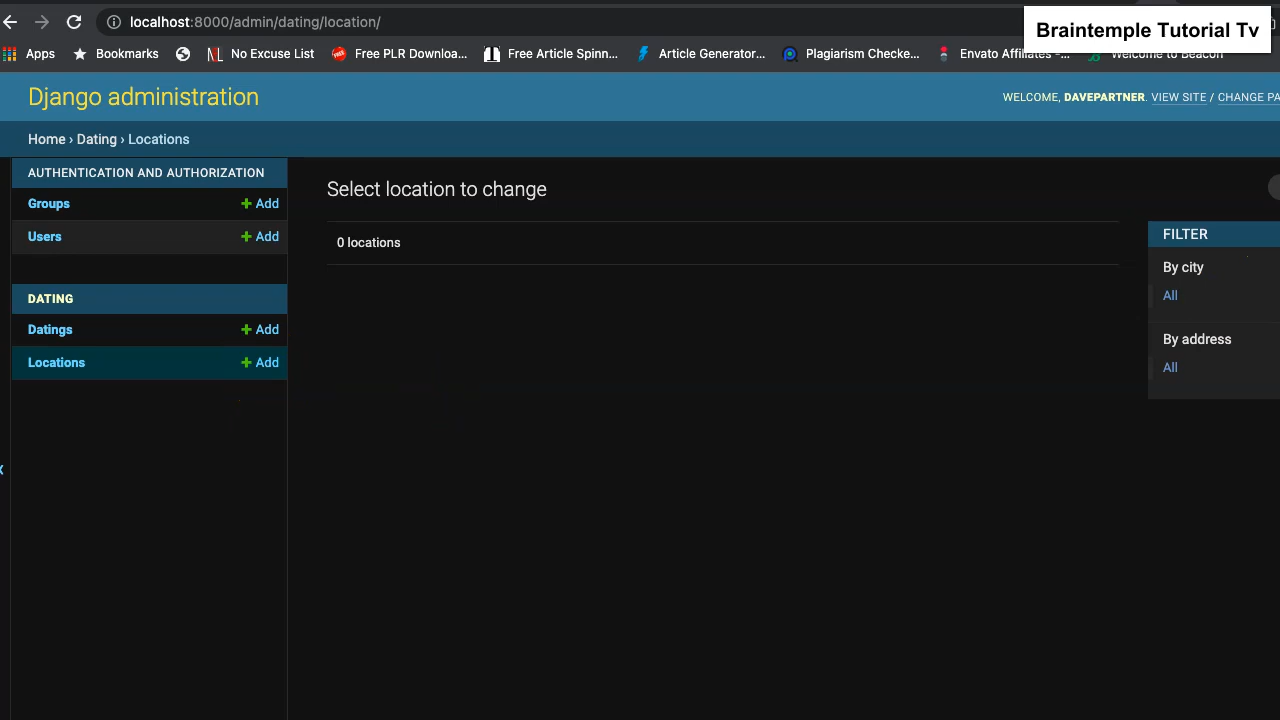 localhost:8000/admin/dating/location/
Braintemple Tutorial Tv
Apps Bookmarks No Excuse List Free PLR Downloa... Free Article Spinn... Article Generator... Plagiarism Checke... Envato Affiliates -... Welcome to Beacon
Django administration
WELCOME, DAVEPARTNER. VIEW SITE / CHANGE PA
Home › Dating › Locations
AUTHENTICATION AND AUTHORIZATION
Groups + Add
Users + Add
DATING
Datings + Add
Locations + Add
Select location to change
0 locations
FILTER
By city
All
By address
All